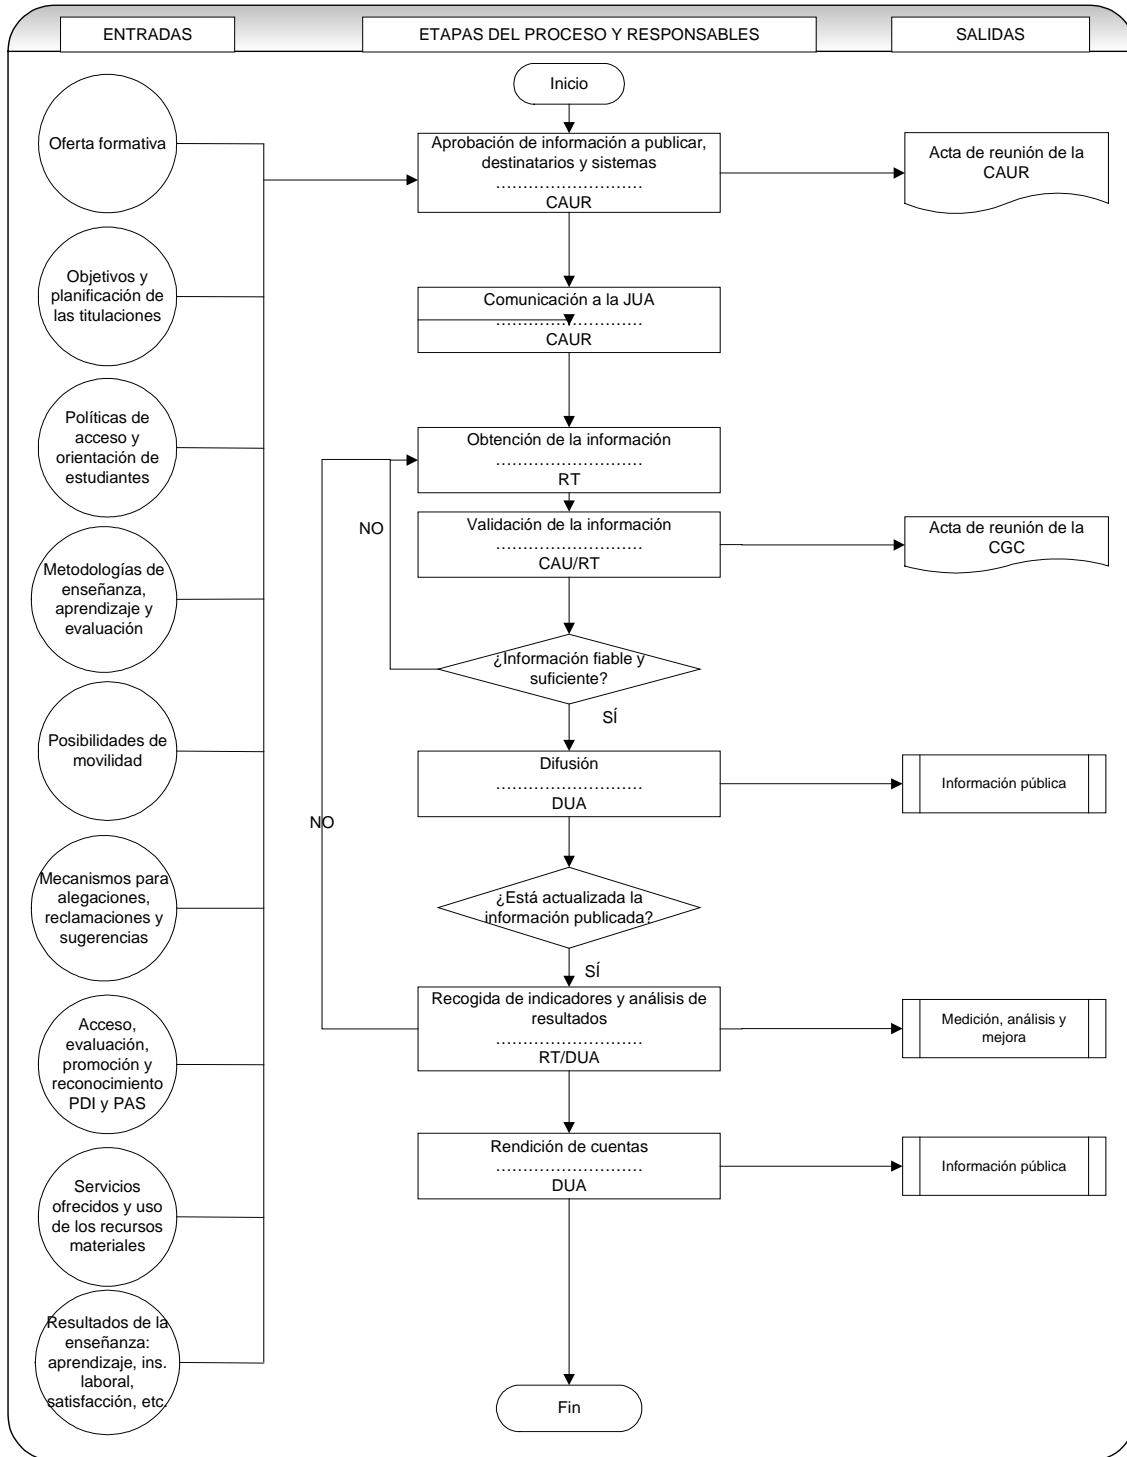 ENTRADAS
ETAPAS DEL PROCESO Y RESPONSABLES
SALIDAS
Inicio
Oferta formativa
Aprobación de información a publicar,
destinatarios y sistemas
...........................
CAUR
Acta de reunión de la
CAUR
Objetivos y
planificación de
las titulaciones
Comunicación a la JUA
...........................
CAUR
Políticas de
acceso y
orientación de
estudiantes
Obtención de la información
...........................
RT
NO
Validación de la información
...........................
CAU/RT
Acta de reunión de la
CGC
Metodologías de
enseñanza,
aprendizaje y
evaluación
¿Información fiable y
suficiente?
SÍ
Posibilidades de
movilidad
Difusión
...........................
DUA
Información pública
NO
Mecanismos para
alegaciones,
reclamaciones y
sugerencias
¿Está actualizada la
información publicada?
SÍ
Acceso,
evaluación,
promoción y
reconocimiento
PDI y PAS
Recogida de indicadores y análisis de
resultados
...........................
RT/DUA
Medición, análisis y
mejora
Rendición de cuentas
...........................
DUA
Información pública
Servicios
ofrecidos y uso
de los recursos
materiales
Resultados de la
enseñanza:
aprendizaje, ins.
laboral,
satisfacción, etc.
Fin